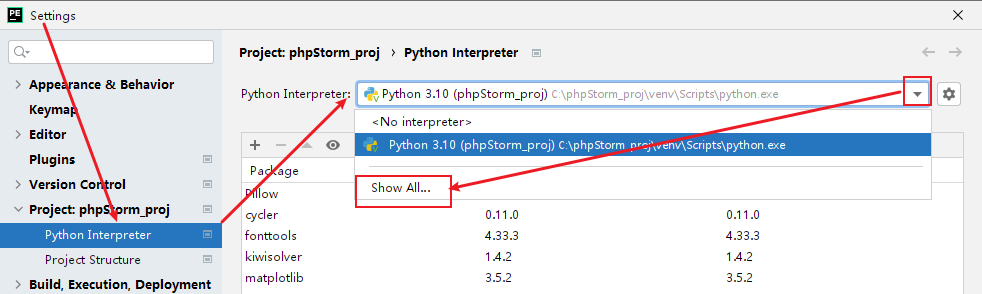 PE Settings
Project: phpStorm_proj › Python Interpreter
Appearance & Behavior
Keymap
Editor
Plugins
Version Control
Project: phpStorm_proj
Python Interpreter
Project Structure
Build, Execution, Deployment
Python Interpreter: Python 3.10 (phpStorm_proj) C:\phpStorm_proj\venv\Scripts\python.exe
<No interpreter>
Python 3.10 (phpStorm_proj) C:\phpStorm_proj\venv\Scripts\python.exe
Show All...
Package
Pillow
cycler 0.11.0 0.11.0
fonttools 4.33.3 4.33.3
kiwisolver 1.4.2 1.4.2
matplotlib 3.5.2 3.5.2